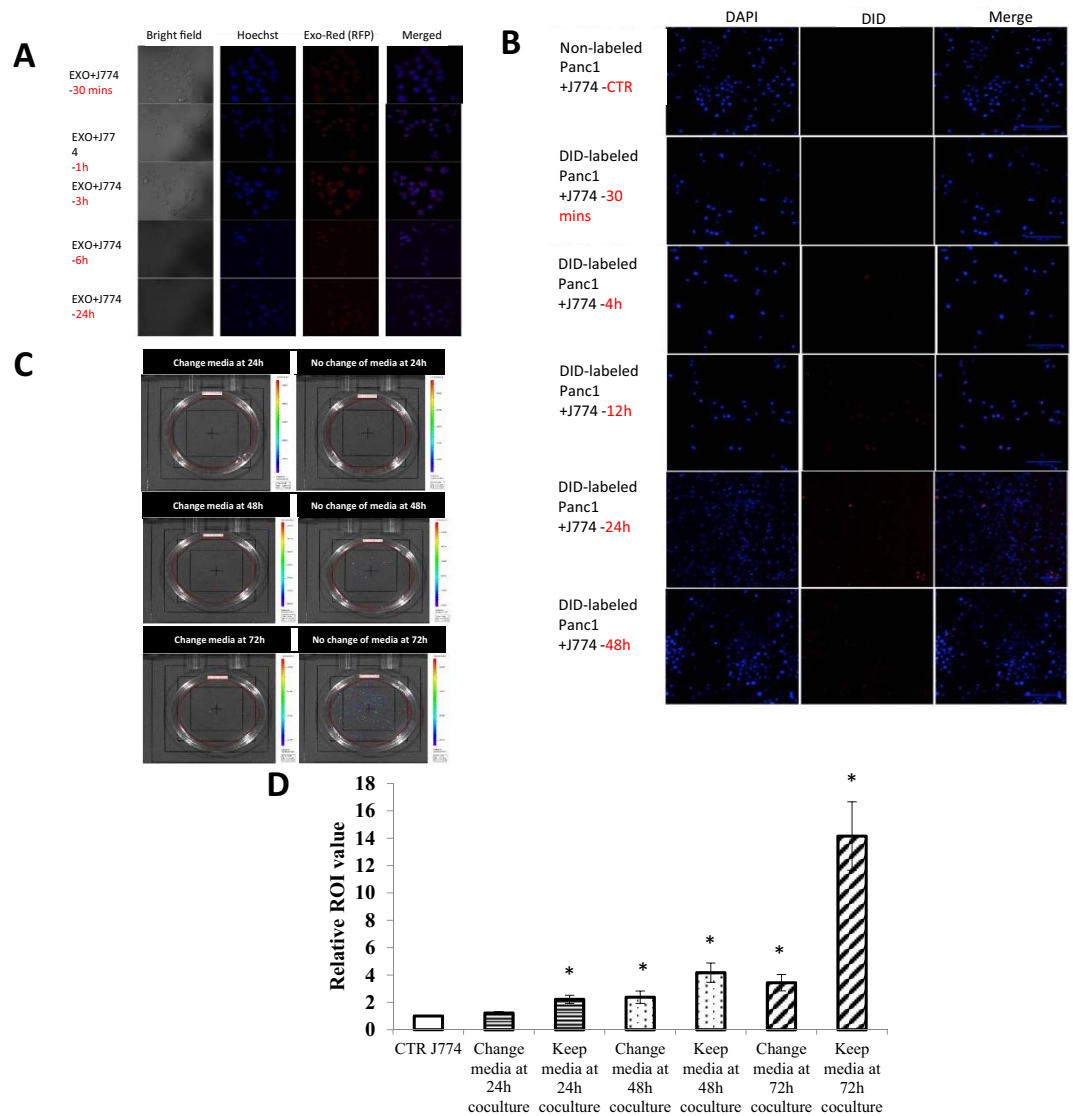 A
Bright field
Hoechst
Exo-Red (RFP)
Merged
EXO+J774
-30 mins
EXO+J77
4
-1h
EXO+J774
-3h
EXO+J774
-6h
EXO+J774
-24h
B
DAPI
DID
Merge
Non-labeled
Panc1
+J774 -CTR
DID-labeled
Panc1
+J774 -30
mins
DID-labeled
Panc1
+J774 -4h
DID-labeled
Panc1
+J774 -12h
DID-labeled
Panc1
+J774 -24h
DID-labeled
Panc1
+J774 -48h
C
Change media at 24h
No change of media at 24h
Change media at 48h
No change of media at 48h
Change media at 72h
No change of media at 72h
D
Relative ROI value
18
16
14
12
10
8
6
4
2
0
*
*
*
*
*
CTR J774
Change
media at
24h
coculture
Keep
media at
24h
coculture
Change
media at
48h
coculture
Keep
media at
48h
coculture
Change
media at
72h
coculture
Keep
media at
72h
coculture